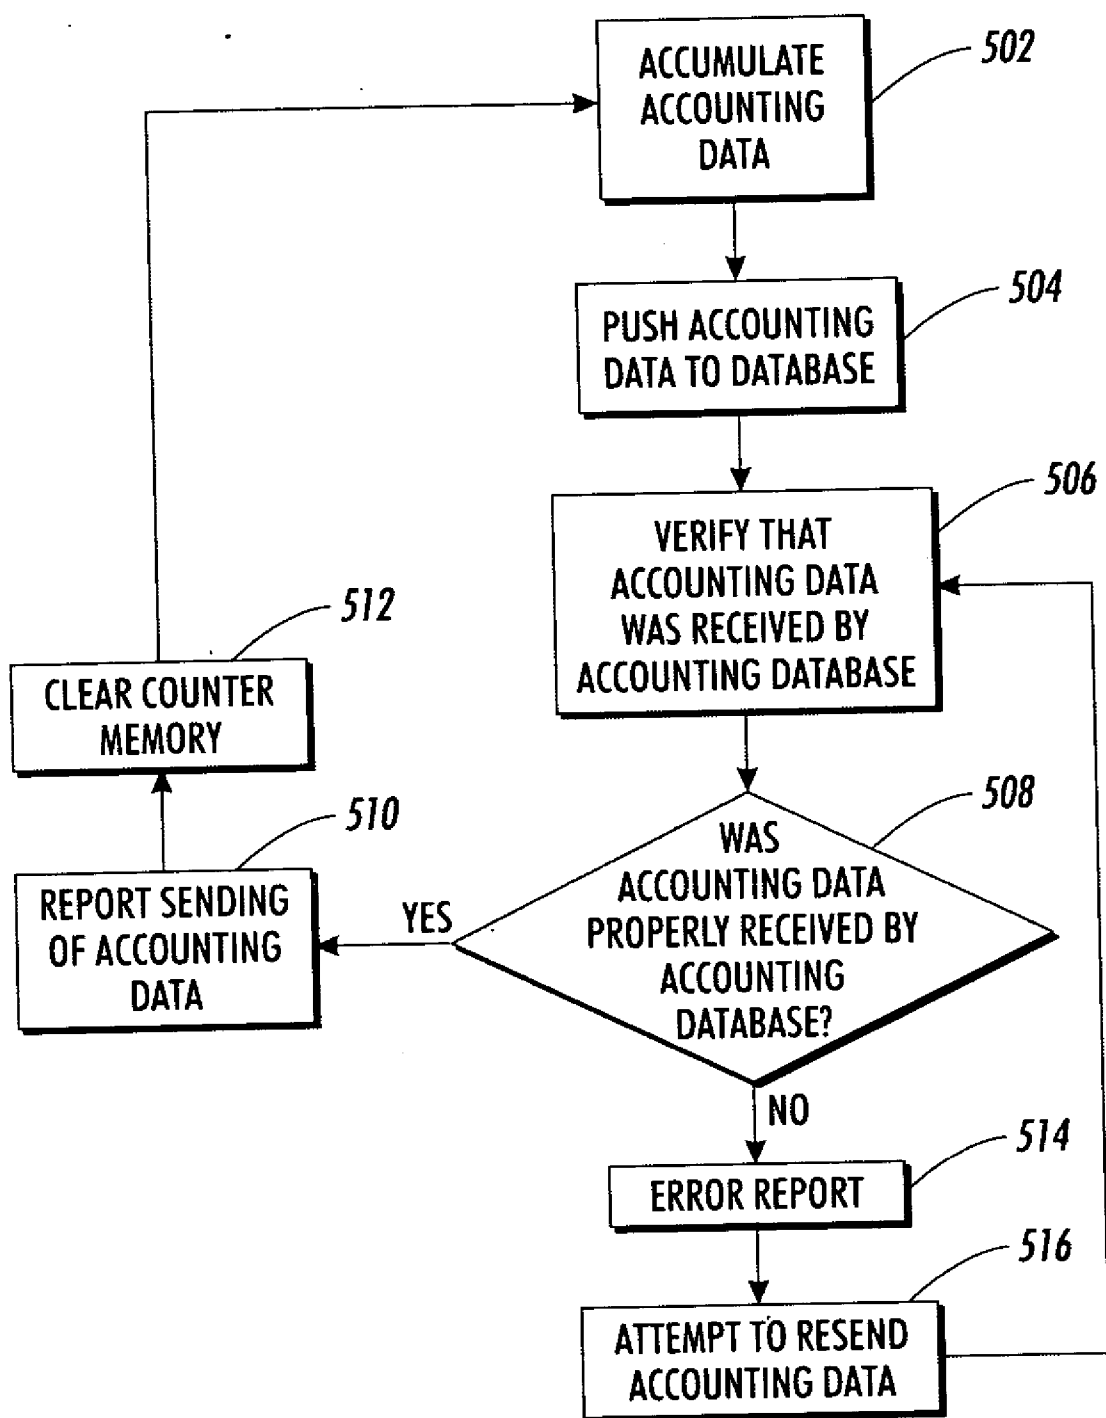 ACCUMULATE
ACCOUNTING
DATA
502
PUSH ACCOUNTING
DATA TO DATABASE
504
VERIFY THAT
ACCOUNTING DATA
WAS RECEIVED BY
ACCOUNTING DATABASE
506
WAS
ACCOUNTING DATA
PROPERLY RECEIVED BY
ACCOUNTING
DATABASE?
508
YES
REPORT SENDING
OF ACCOUNTING
DATA
510
CLEAR COUNTER
MEMORY
512
NO
ERROR REPORT
514
ATTEMPT TO RESEND
ACCOUNTING DATA
516